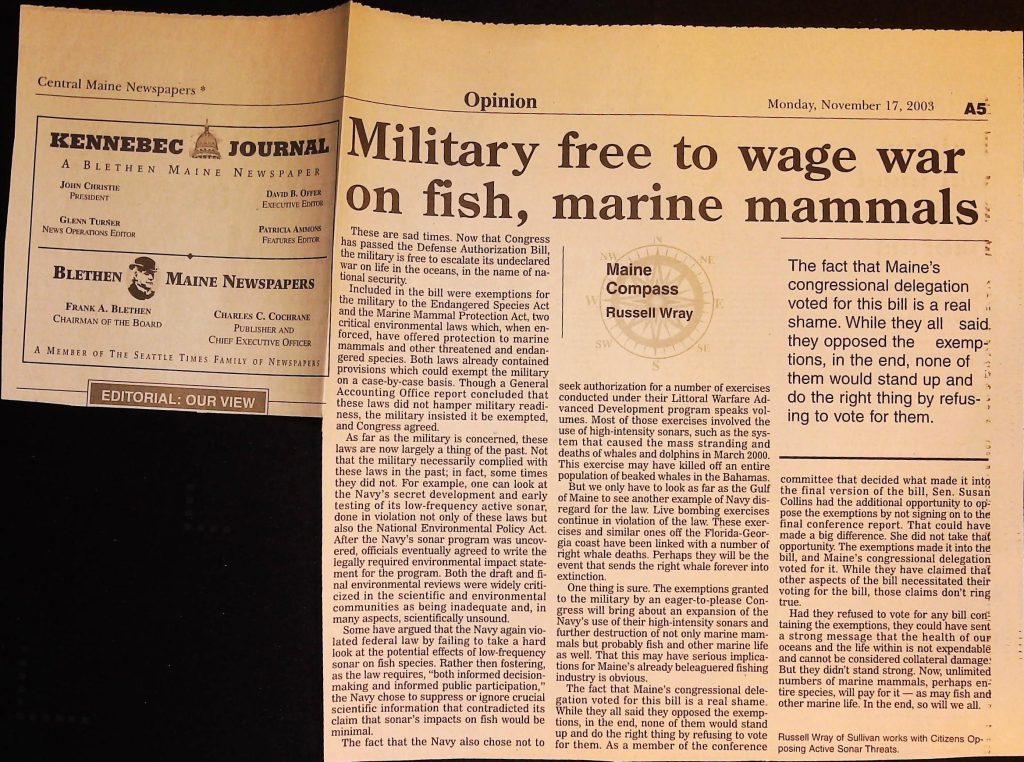 Central Maine Newspapers *
Opinion
Monday, November 17, 2003
A5
KENNEBEC JOURNAL
A BLETHEN MAINE NEWSPAPER
JOHN CHRISTIE
PRESIDENT
DAVID B. OFFER
EXECUTIVE EDITOR
GLENN TURNER
NEWS OPERATIONS EDITOR
PATRICIA AMMONS
FEATURES EDITOR
BLETHEN MAINE NEWSPAPERS
FRANK A. BLETHEN
CHAIRMAN OF THE BOARD
CHARLES C. COCHRANE
PUBLISHER AND
CHIEF EXECUTIVE OFFICER
A MEMBER OF THE SEATTLE TIMES FAMILY OF NEWSPAPERS
EDITORIAL: OUR VIEW
Military free to wage war
on fish, marine mammals
These are sad times. Now that Congress
has passed the Defense Authorization Bill,
the military is free to escalate its undeclared
war on life in the oceans, in the name of na-
tional security.
Included in the bill were exemptions for
the military to the Endangered Species Act
and the Marine Mammal Protection Act, two
critical environmental laws which, when en-
forced, have offered protection to marine
mammals and other threatened and endan-
gered species. Both laws already contained
provisions which could exempt the military
on a case-by-case basis. Though a General
Accounting Office report concluded that
these laws did not hamper military readi-
ness, the military insisted it be exempted,
and Congress agreed.
As far as the military is concerned, these
laws are now largely a thing of the past. Not
that the military necessarily complied with
these laws in the past; in fact, some times
they did not. For example, one can look at
the Navy's secret development and early
testing of its low-frequency active sonar,
done in violation not only of these laws but
also the National Environmental Policy Act.
After the Navy's sonar program was uncov-
ered, officials eventually agreed to write the
legally required environmental impact state-
ment for the program. Both the draft and fi-
nal environmental reviews were widely criti-
cized in the scientific and environmental
communities as being inadequate and, in
many aspects, scientifically unsound.
Some have argued that the Navy again vio-
lated federal law by failing to take a hard
look at the potential effects of low-frequency
sonar on fish species. Rather then fostering,
as the law requires, "both informed decision-
making and informed public participation,"
the Navy chose to suppress or ignore crucial
scientific information that contradicted its
claim that sonar's impacts on fish would be
minimal.
The fact that the Navy also chose not to
N
NW
NE
W
E
SW
SE
S
Maine
Compass
Russell Wray
seek authorization for a number of exercises
conducted under their Littoral Warfare Ad-
vanced Development program speaks vol-
umes. Most of those exercises involved the
use of high-intensity sonars, such as the sys-
tem that caused the mass stranding and
deaths of whales and dolphins in March 2000.
This exercise may have killed off an entire
population of beaked whales in the Bahamas.
But we only have to look as far as the Gulf
of Maine to see another example of Navy dis-
regard for the law. Live bombing exercises
continue in violation of the law. These exer-
cises and similar ones off the Florida-Geor-
gia coast have been linked with a number of
right whale deaths. Perhaps they will be the
event that sends the right whale forever into
extinction.
One thing is sure. The exemptions granted
to the military by an eager-to-please Con-
gress will bring about an expansion of the
Navy's use of their high-intensity sonars and
further destruction of not only marine mam-
mals but probably fish and other marine life
as well. That this may have serious implica-
tions for Maine's already beleaguered fishing
industry is obvious.
The fact that Maine's congressional dele-
gation voted for this bill is a real shame.
While they all said they opposed the exemp-
tions, in the end, none of them would stand
up and do the right thing by refusing to vote
for them. As a member of the conference
The fact that Maine's
congressional delegation
voted for this bill is a real
shame. While they all said
they opposed the exemp-
tions, in the end, none of
them would stand up and
do the right thing by refus-
ing to vote for them.
committee that decided what made it into
the final version of the bill, Sen. Susan
Collins had the additional opportunity to op-
pose the exemptions by not signing on to the
final conference report. That could have
made a big difference. She did not take that
opportunity. The exemptions made it into the
bill, and Maine's congressional delegation
voted for it. While they have claimed that
other aspects of the bill necessitated their
voting for the bill, those claims don't ring
true.
Had they refused to vote for any bill con-
taining the exemptions, they could have sent
a strong message that the health of our
oceans and the life within is not expendable
and cannot be considered collateral damage.
But they didn't stand strong. Now, unlimited
numbers of marine mammals, perhaps en-
tire species, will pay for it — as may fish and
other marine life. In the end, so will we all.
Russell Wray of Sullivan works with Citizens Op-
posing Active Sonar Threats.